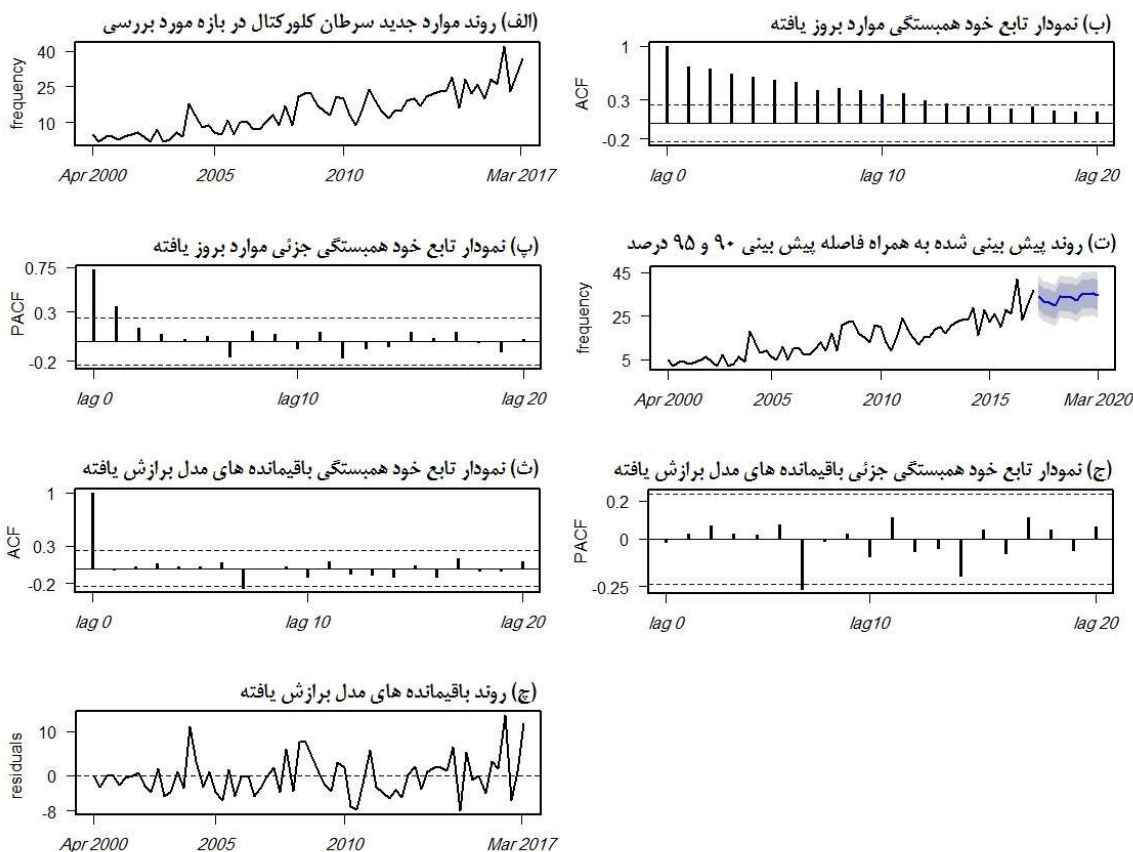 (الف) روند موارد جدید سرطان کلورکتال در بازه مورد بررسی
frequency
40
25
10
Apr 2000 2005 2010 Mar 2017
(ب) نمودار تابع خود همبستگی موارد بروز یافته
ACF
1
0.3
-0.2
lag 0 lag 10 lag 20
(پ) نمودار تابع خود همبستگی جزئی موارد بروز یافته
PACF
0.75
0.3
-0.2
lag 0 lag10 lag 20
(ت) روند پیش بینی شده به همراه فاصله پیش بینی ۹۰ و ۹۵ درصد
frequency
45
25
5
Apr 2000 2005 2010 2015 Mar 2020
(ث) نمودار تابع خود همبستگی باقیمانده های مدل برازش یافته
ACF
1
0.3
-0.2
lag 0 lag 10 lag 20
(ج) نمودار تابع خود همبستگی جزئی باقیمانده های مدل برازش یافته
PACF
0.2
0
-0.25
lag 0 lag10 lag 20
(چ) روند باقیمانده های مدل برازش یافته
residuals
10
0
-8
Apr 2000 2005 2010 Mar 2017